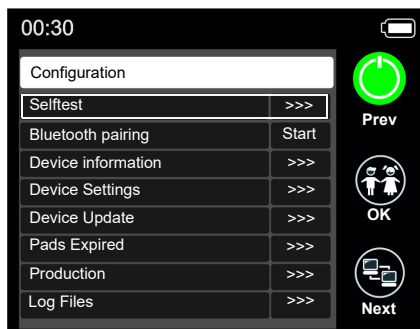 00:30
Configuration
Selftest >>>
Bluetooth pairing Start
Device information >>>
Device Settings >>>
Device Update >>>
Pads Expired >>>
Production >>>
Log Files >>>
Prev
OK
Next